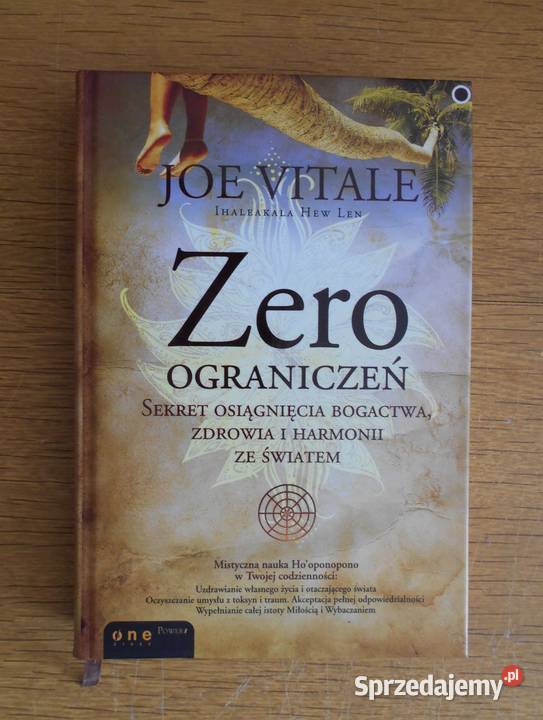 JOE VITALE
IHALEAKALA HEW LEN
Zero
OGRANICZEŃ
SEKRET OSIĄGNIĘCIA BOGACTWA,
ZDROWIA I HARMONII
ZE ŚWIATEM
Mistyczna nauka Ho'oponopono
w Twojej codzienności:
Uzdrawianie własnego życia i otaczającego świata
Oczyszczanie umysłu z toksyn i traum. Akceptacja pełnej odpowiedzialności
Wypełnianie całej istoty Miłością i Wybaczaniem
one POWER!
PRESS
Sprzedajemy.pl